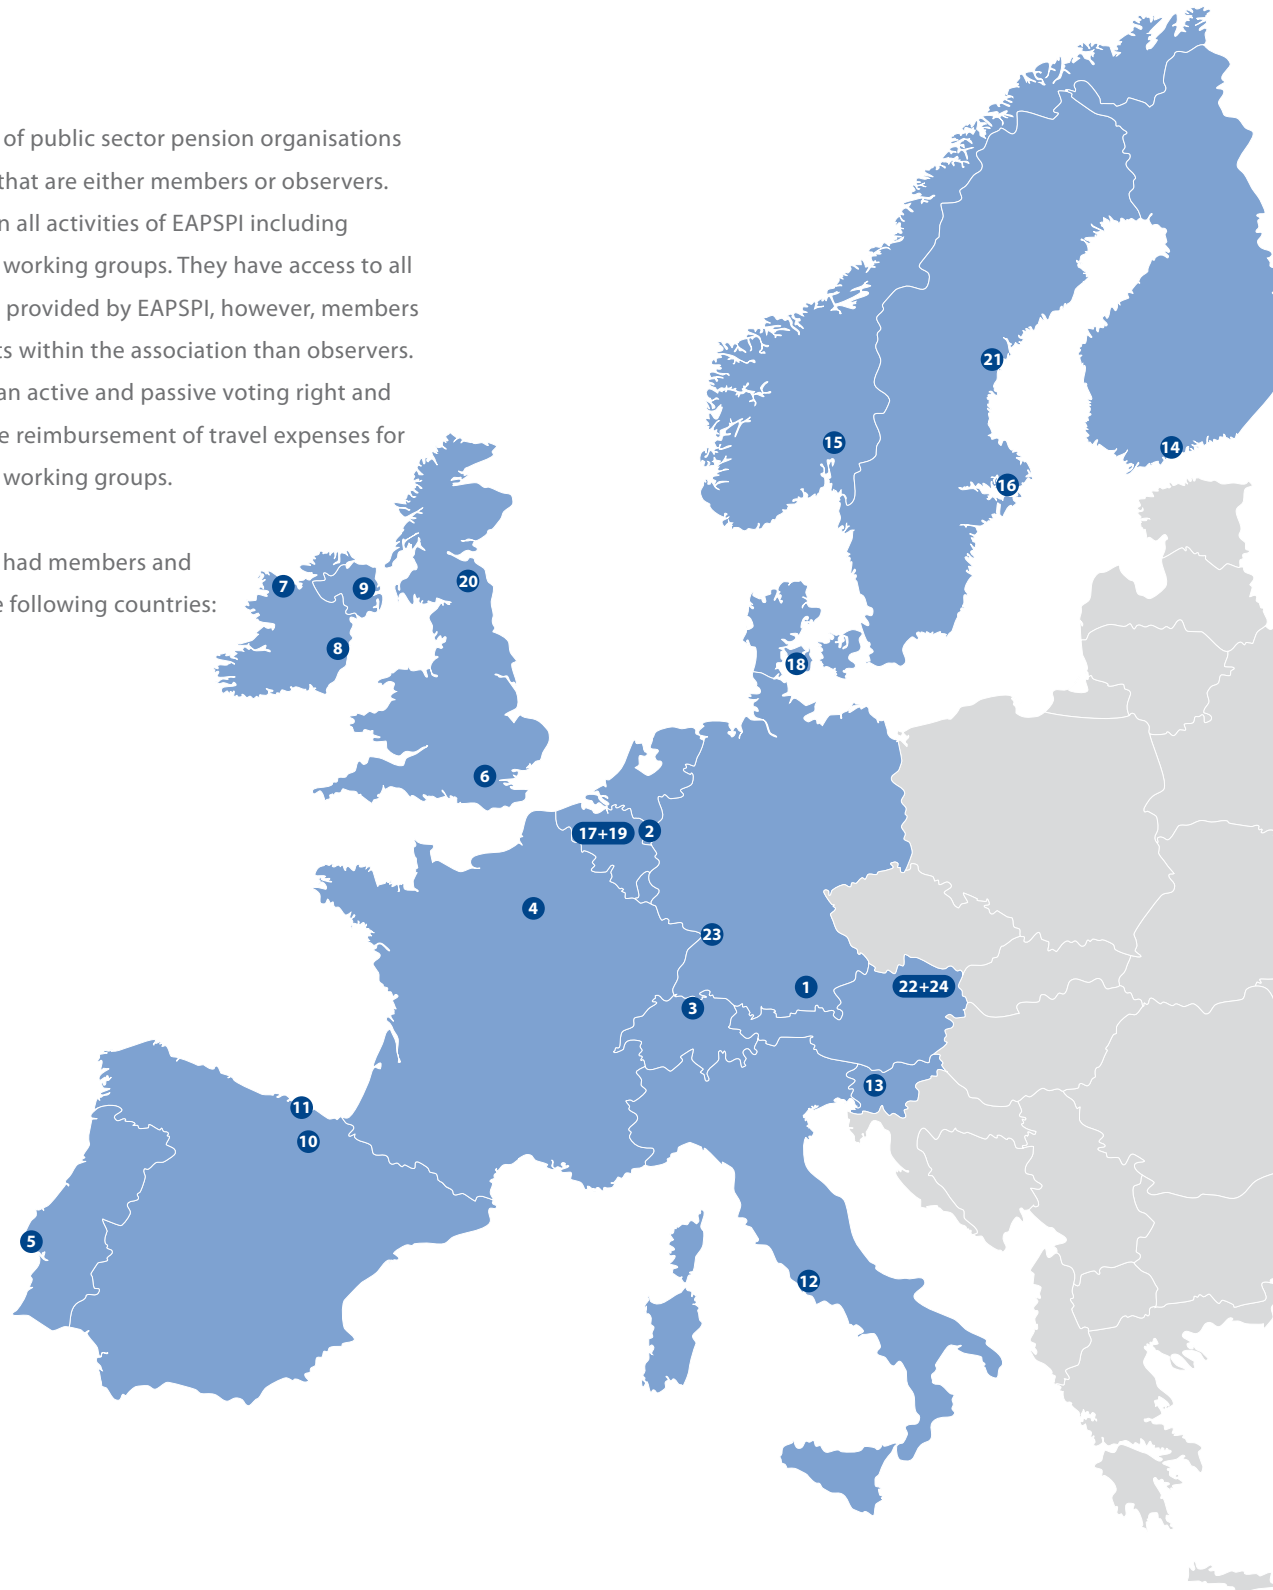 of public sector pension organisations
that are either members or observers.
n all activities of EAPSPI including
working groups. They have access to all
provided by EAPSPI, however, members
ts within the association than observers.
an active and passive voting right and
e reimbursement of travel expenses for
working groups.
had members and
e following countries:
21
15
14
16
7
9
20
8
18
6
17+19
2
4
23
1
22+24
3
13
11
10
5
12